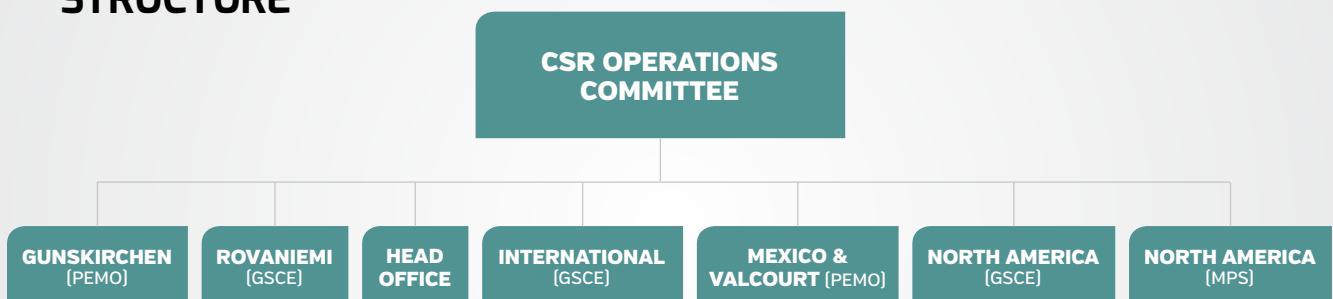 STRUCTURE
CSR OPERATIONS
COMMITTEE
GUNSKIRCHEN
(PEMO)
ROVANIEMI
(GSCE)
HEAD
OFFICE
INTERNATIONAL
(GSCE)
MEXICO &
VALCOURT (PEMO)
NORTH AMERICA
(GSCE)
NORTH AMERICA
(MPS)